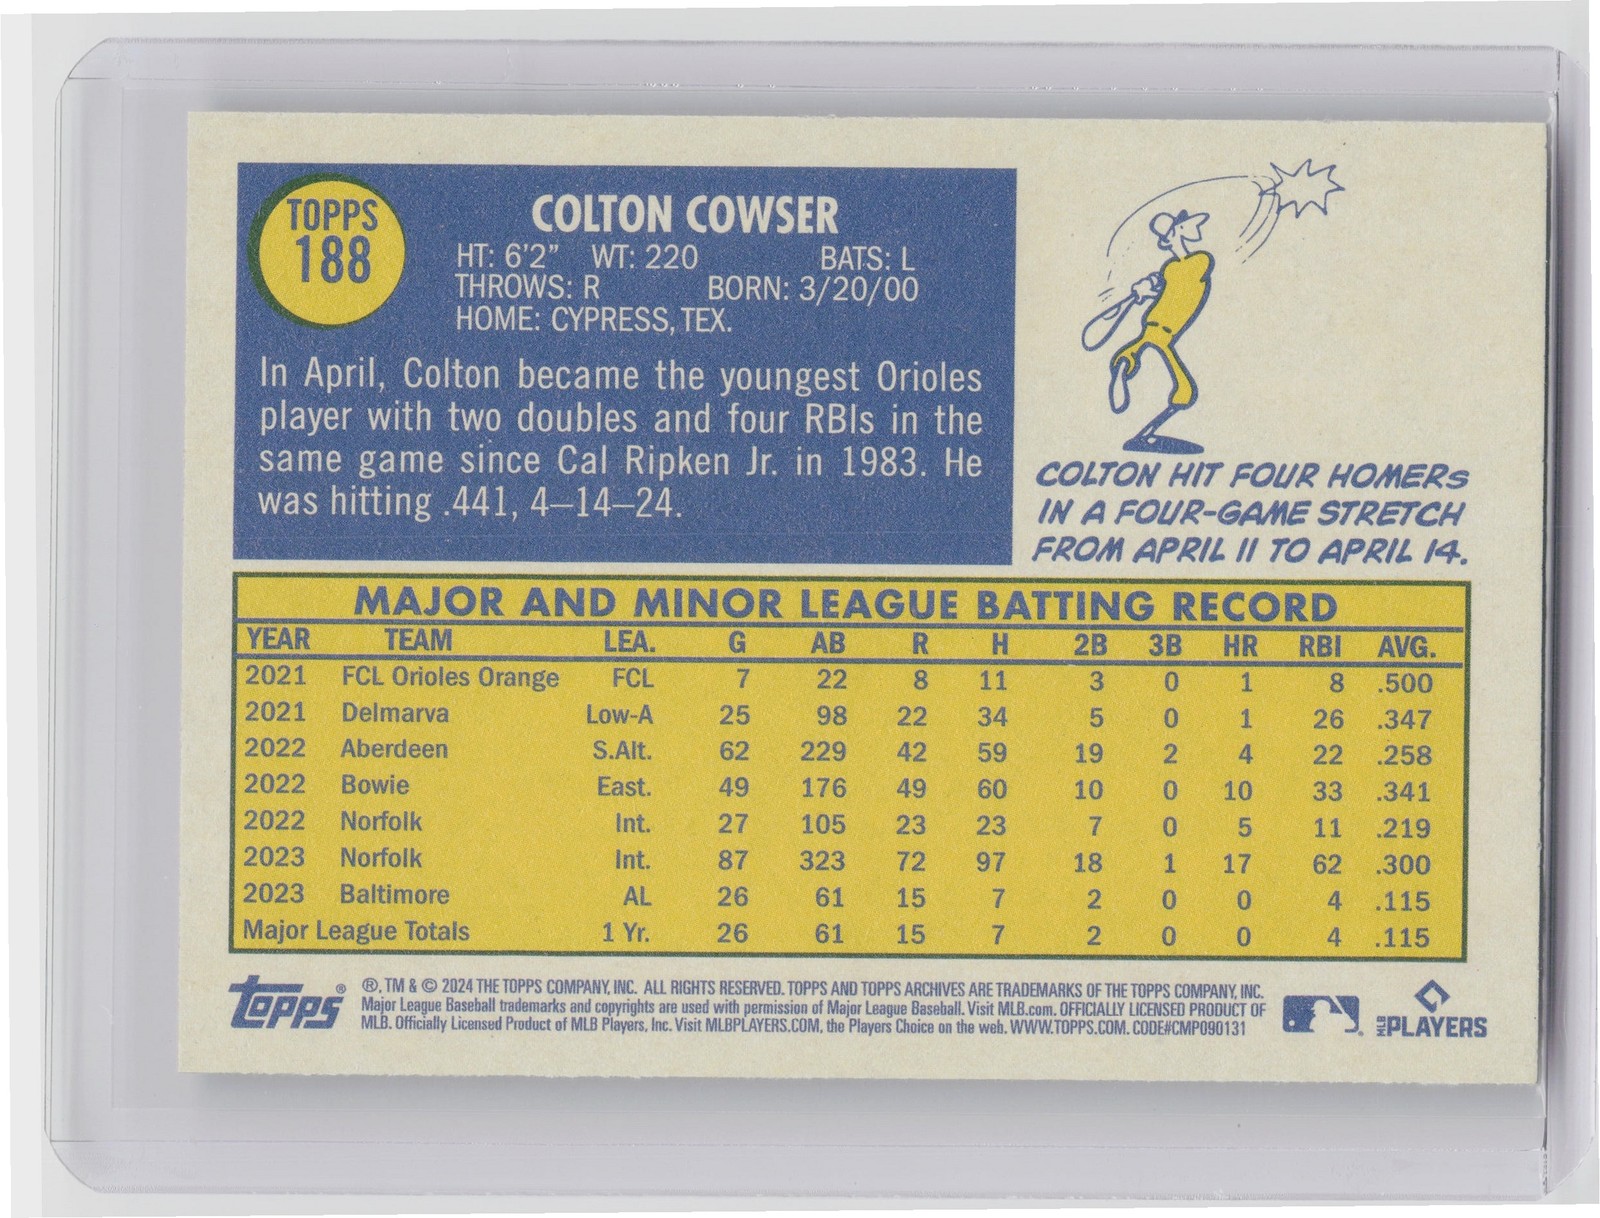 TOPPS
188
COLTON COWSER
HT: 6'2" WT: 220 BATS: L
THROWS: R BORN: 3/20/00
HOME: CYPRESS, TEX.
In April, Colton became the youngest Orioles
player with two doubles and four RBIs in the
same game since Cal Ripken Jr. in 1983. He
was hitting .441, 4–14–24.
COLTON HIT FOUR HOMERS
IN A FOUR-GAME STRETCH
FROM APRIL 11 TO APRIL 14.
MAJOR AND MINOR LEAGUE BATTING RECORD
YEAR TEAM LEA. G AB R H 2B 3B HR RBI AVG.
2021 FCL Orioles Orange FCL 7 22 8 11 3 0 1 8 .500
2021 Delmarva Low-A 25 98 22 34 5 0 1 26 .347
2022 Aberdeen S.Alt. 62 229 42 59 19 2 4 22 .258
2022 Bowie East. 49 176 49 60 10 0 10 33 .341
2022 Norfolk Int. 27 105 23 23 7 0 5 11 .219
2023 Norfolk Int. 87 323 72 97 18 1 17 62 .300
2023 Baltimore AL 26 61 15 7 2 0 0 4 .115
Major League Totals 1 Yr. 26 61 15 7 2 0 0 4 .115
topps®
®, TM & © 2024 THE TOPPS COMPANY, INC. ALL RIGHTS RESERVED. TOPPS AND TOPPS ARCHIVES ARE TRADEMARKS OF THE TOPPS COMPANY, INC.
Major League Baseball trademarks and copyrights are used with permission of Major League Baseball. Visit MLB.com. OFFICIALLY LICENSED PRODUCT OF
MLB. Officially Licensed Product of MLB Players, Inc. Visit MLBPLAYERS.COM, the Players Choice on the web. WWW.TOPPS.COM. CODE#CMP090131
MLB PLAYERS